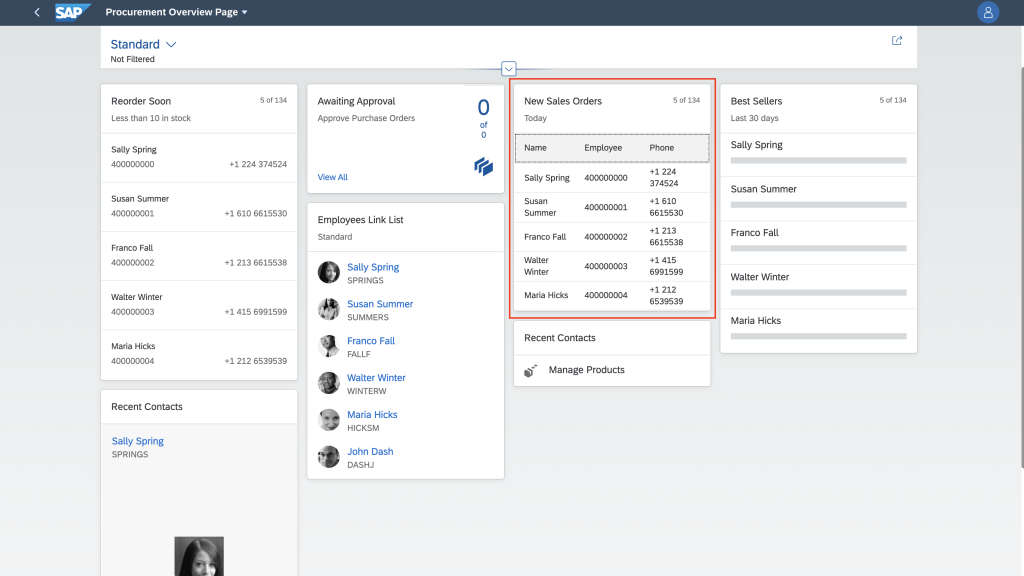 SAP Procurement Overview Page
Standard
Not Filtered
Reorder Soon 5 of 134
Less than 10 in stock
Sally Spring
400000000 +1 224 374524
Susan Summer
400000001 +1 610 6615530
Franco Fall
400000002 +1 213 6615538
Walter Winter
400000003 +1 415 6991599
Maria Hicks
400000004 +1 212 6539539
Recent Contacts
Sally Spring
SPRINGS
Awaiting Approval
Approve Purchase Orders
0
of
0
View All
Employees Link List
Standard
Sally Spring
SPRINGS
Susan Summer
SUMMERS
Franco Fall
FALLF
Walter Winter
WINTERW
Maria Hicks
HICKSM
John Dash
DASHJ
New Sales Orders 5 of 134
Today
Name Employee Phone
Sally Spring 400000000 +1 224
374524
Susan
Summer 400000001 +1 610
6615530
Franco Fall 400000002 +1 213
6615538
Walter
Winter 400000003 +1 415
6991599
Maria Hicks 400000004 +1 212
6539539
Recent Contacts
Manage Products
Best Sellers 5 of 134
Last 30 days
Sally Spring
Susan Summer
Franco Fall
Walter Winter
Maria Hicks